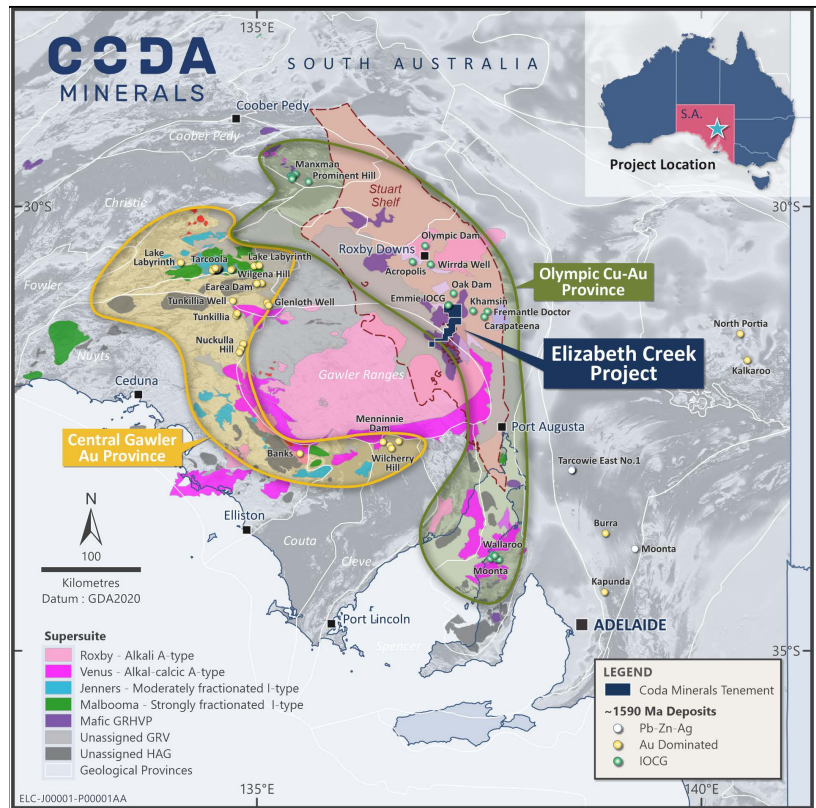 135°E
CODA
MINERALS
SOUTH AUSTRALIA
S.A.
Project Location
Coober Pedy
Coober Pedy
Manxman
Prominent Hill
Christie
30°S
30°S
Stuart
Shelf
Olympic Dam
Roxby Downs
Lake
Labyrinth
Tarcoola
Lake Labyrinth
Wilgena Hill
Acropolis
Wirrda Well
Olympic Cu-Au
Province
Fowler
Earea Dam
Oak Dam
Tunkillia Well
Glenloth Well
Emmie IOCG
Khamsin
Tunkillia
Fremantle Doctor
Carapateena
North Portia
Nuckulla
Hill
Nuyts
Elizabeth Creek
Project
Kalkaroo
Gawler Ranges
Ceduna
Menninnie
Dam
Port Augusta
Central Gawler
Au Province
Banks
Wilcherry
Hill
Tarcowie East No.1
N
Elliston
Couta
Cleve
Burra
Wallaroo
Moonta
Moonta
100
Kilometres
Datum : GDA2020
Kapunda
Port Lincoln
ADELAIDE
Spencer
35°S
35°S
Supersuite
Roxby - Alkali A-type
Venus - Alkal-calcic A-type
Jenners - Moderately fractionated I-type
Malbooma - Strongly fractionated I-type
Mafic GRHVP
Unassigned GRV
Unassigned HAG
Geological Provinces
LEGEND
Coda Minerals Tenement
~1590 Ma Deposits
Pb-Zn-Ag
Au Dominated
IOCG
ELC-J00001-P00001AA
135°E
140°E